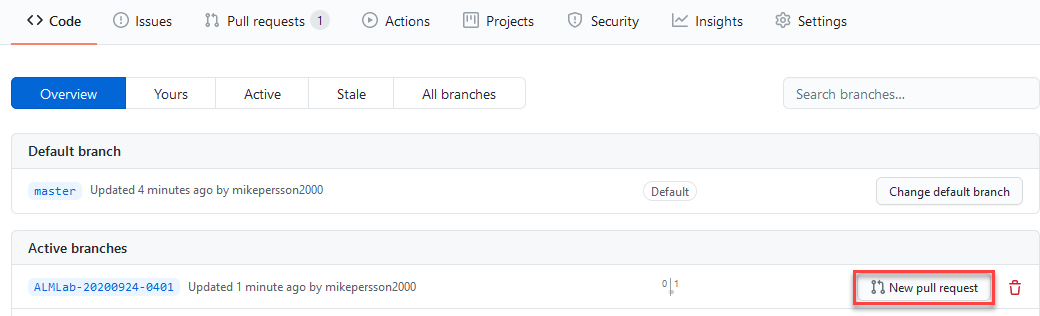 Code Issues Pull requests 1 Actions Projects Security Insights Settings
Overview Yours Active Stale All branches Search branches...
Default branch
master Updated 4 minutes ago by mikepersson2000 Default Change default branch
Active branches
ALMLab-20200924-0401 Updated 1 minute ago by mikepersson2000 0 1 New pull request